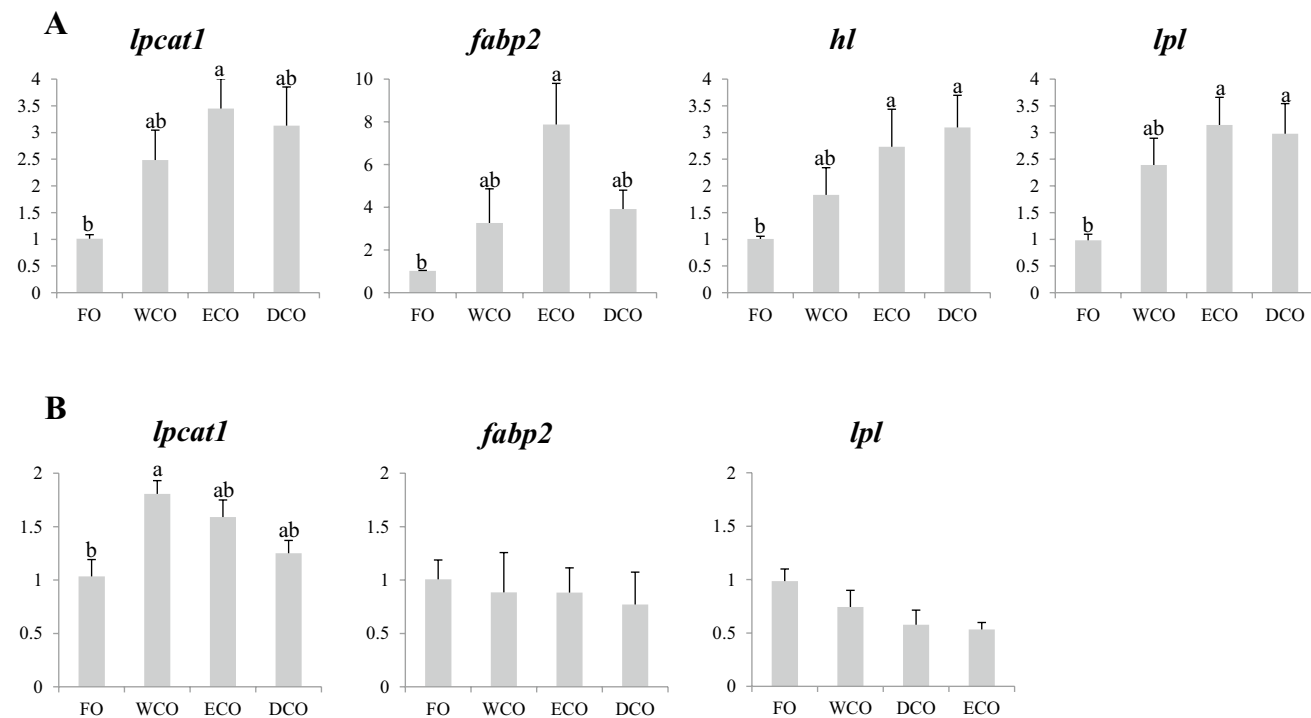 A
lpcat1 fabp2 hl lpl
4 3.5 3 2.5 2 1.5 1 0.5 0
b ab a ab
FO WCO ECO DCO
10 8 6 4 2 0
b ab a ab
FO WCO ECO DCO
4 3.5 3 2.5 2 1.5 1 0.5 0
b ab a a
FO WCO ECO DCO
4 3.5 3 2.5 2 1.5 1 0.5 0
b ab a a
FO WCO ECO DCO
B
lpcat1 fabp2 lpl
2 1.5 1 0.5 0
b a ab ab
FO WCO ECO DCO
2 1.5 1 0.5 0
FO WCO ECO DCO
2 1.5 1 0.5 0
FO WCO DCO ECO